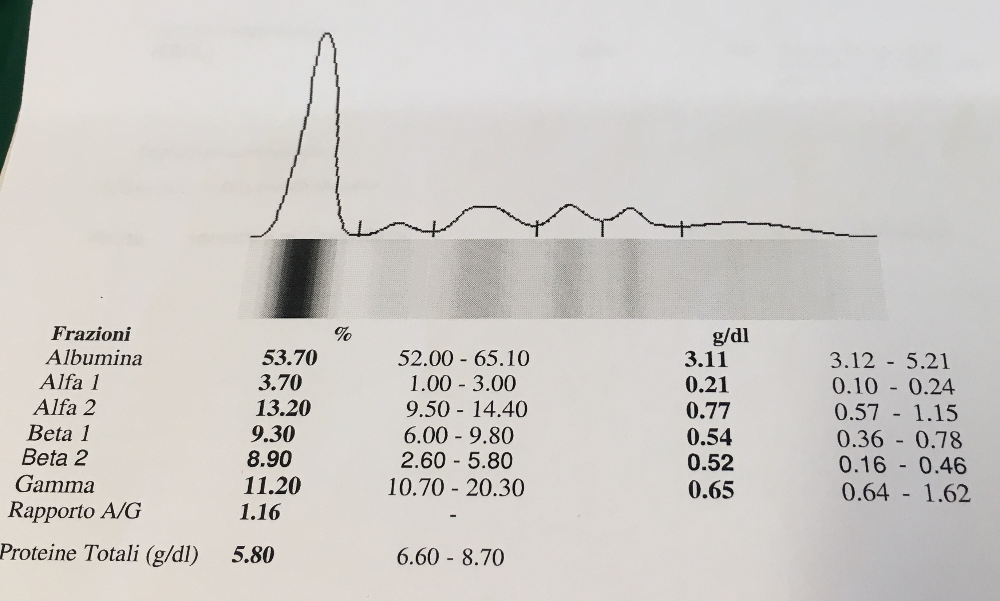 Frazioni % g/dl
Albumina 53.70 52.00 - 65.10 3.11 3.12 - 5.21
Alfa 1 3.70 1.00 - 3.00 0.21 0.10 - 0.24
Alfa 2 13.20 9.50 - 14.40 0.77 0.57 - 1.15
Beta 1 9.30 6.00 - 9.80 0.54 0.36 - 0.78
Beta 2 8.90 2.60 - 5.80 0.52 0.16 - 0.46
Gamma 11.20 10.70 - 20.30 0.65 0.64 - 1.62
Rapporto A/G 1.16 -
Proteine Totali (g/dl) 5.80 6.60 - 8.70